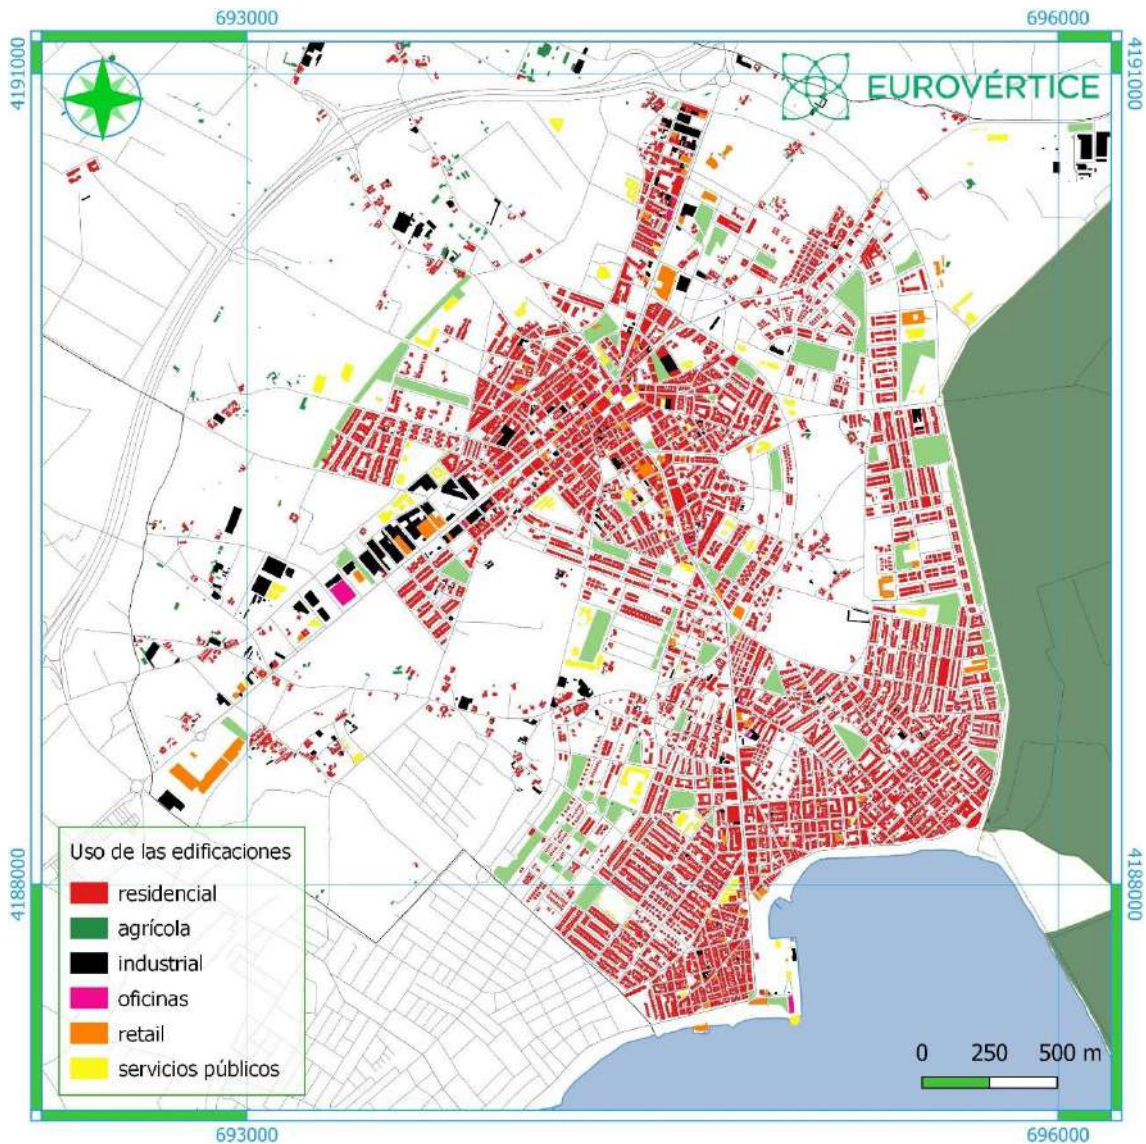 693000
696000
4191000
4191000
EUROVÉRTICE
Uso de las edificaciones
residencial
agrícola
industrial
oficinas
retail
servicios públicos
4188000
4188000
0 250 500 m
693000
696000